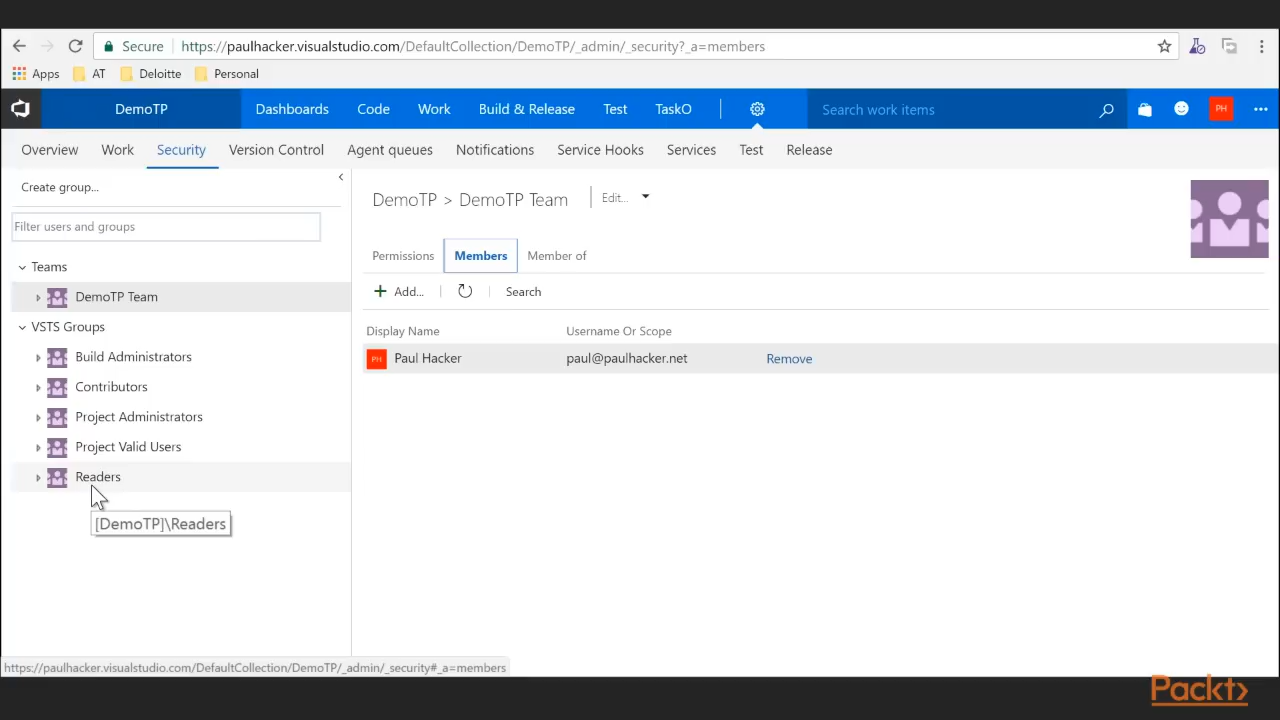 Secure https://paulhacker.visualstudio.com/DefaultCollection/DemoTP/_admin/_security?_a=members
Apps AT Deloitte Personal
DemoTP Dashboards Code Work Build & Release Test TaskO Search work items PH
Overview Work Security Version Control Agent queues Notifications Service Hooks Services Test Release
Create group...
Filter users and groups
Teams
DemoTP Team
VSTS Groups
Build Administrators
Contributors
Project Administrators
Project Valid Users
Readers
[DemoTP]\Readers
DemoTP > DemoTP Team Edit...
Permissions Members Member of
+ Add... Search
Display Name Username Or Scope
PH Paul Hacker paul@paulhacker.net Remove
https://paulhacker.visualstudio.com/DefaultCollection/DemoTP/_admin/_security#_a=members
Packt>